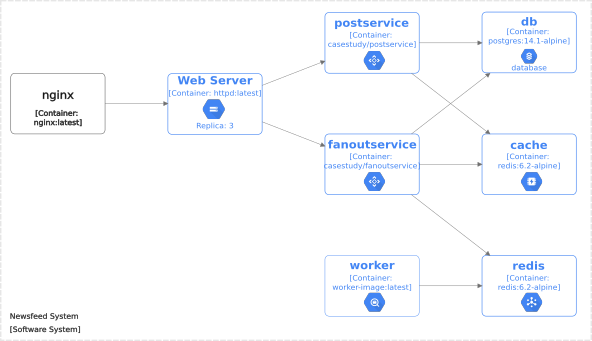 nginx
[Container:
nginx:latest]
Web Server
[Container: httpd:latest]
Replica: 3
postservice
[Container:
casestudy/postservice]
fanoutservice
[Container:
casestudy/fanoutservice]
worker
[Container:
worker-image:latest]
db
[Container:
postgres:14.1-alpine]
database
cache
[Container:
redis:6.2-alpine]
redis
[Container:
redis:6.2-alpine]
Newsfeed System
[Software System]